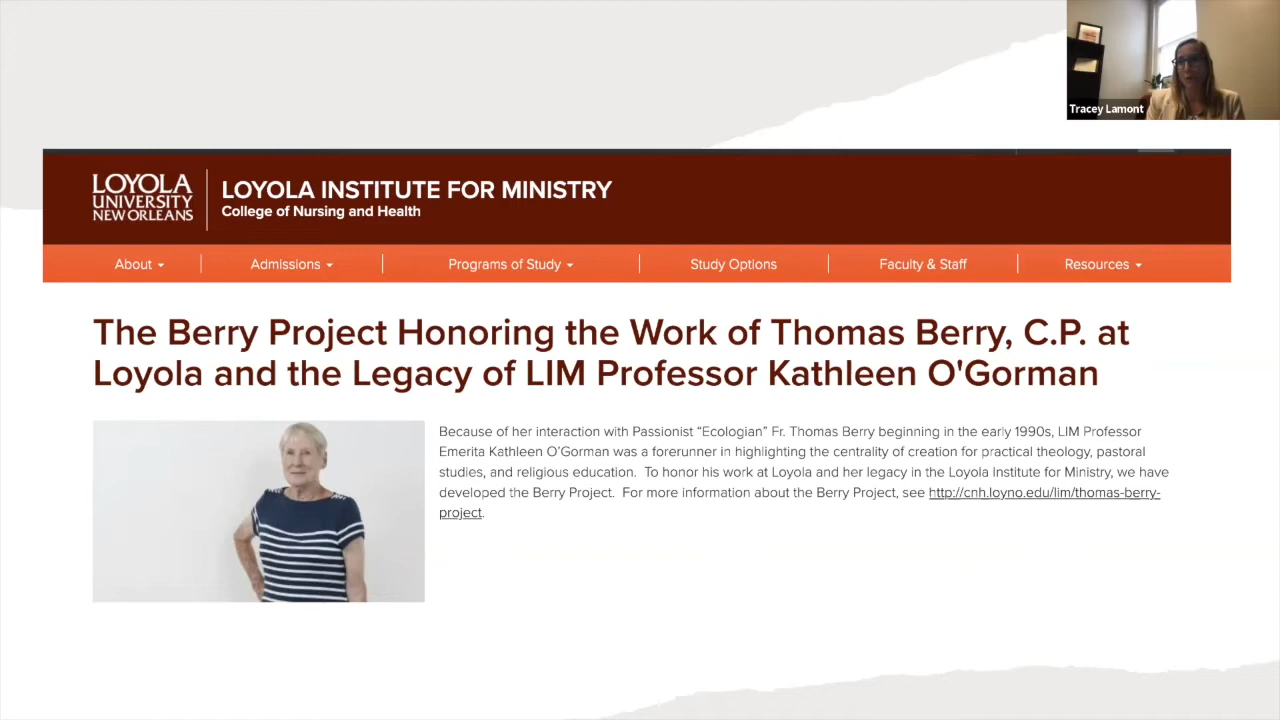 Tracey Lamont
LOYOLA
UNIVERSITY
NEW ORLEANS
LOYOLA INSTITUTE FOR MINISTRY
College of Nursing and Health
About
Admissions
Programs of Study
Study Options
Faculty & Staff
Resources
The Berry Project Honoring the Work of Thomas Berry, C.P. at
Loyola and the Legacy of LIM Professor Kathleen O'Gorman
Because of her interaction with Passionist “Ecologian” Fr. Thomas Berry beginning in the early 1990s, LIM Professor
Emerita Kathleen O’Gorman was a forerunner in highlighting the centrality of creation for practical theology, pastoral
studies, and religious education.  To honor his work at Loyola and her legacy in the Loyola Institute for Ministry, we have
developed the Berry Project.  For more information about the Berry Project, see http://cnh.loyno.edu/lim/thomas-berry-
project.